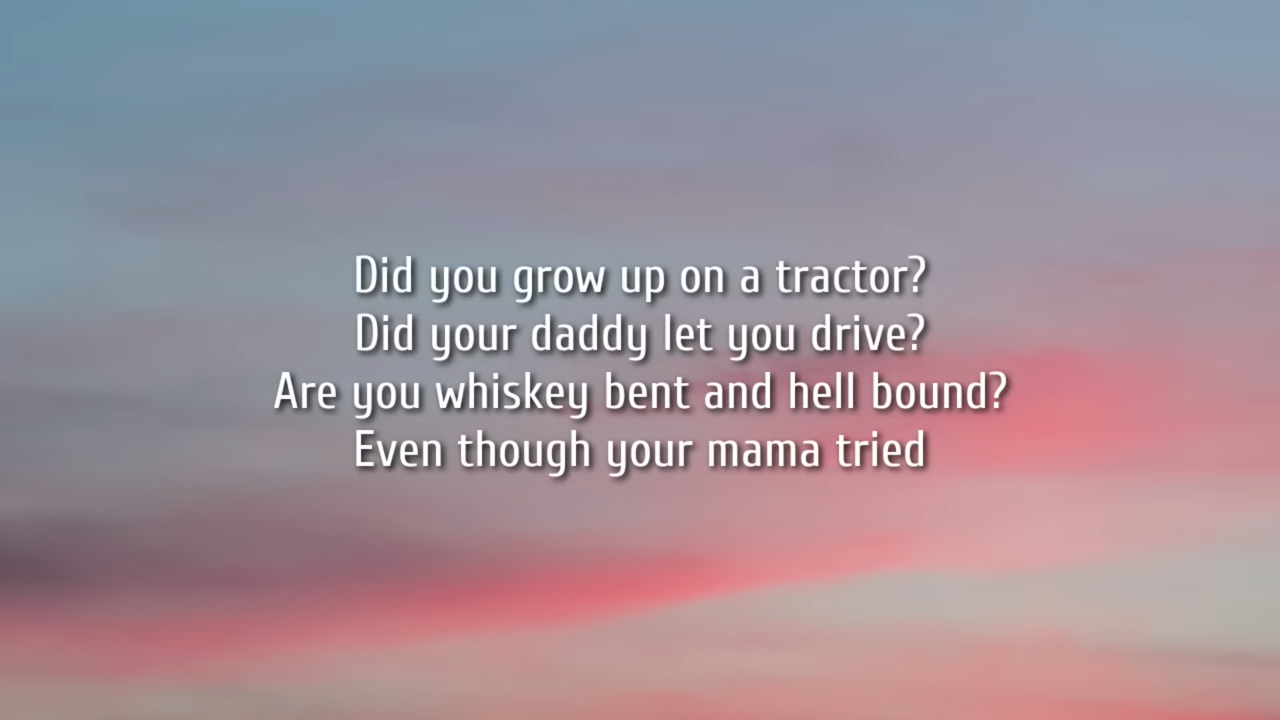 Did you grow up on a tractor?
Did your daddy let you drive?
Are you whiskey bent and hell bound?
Even though your mama tried